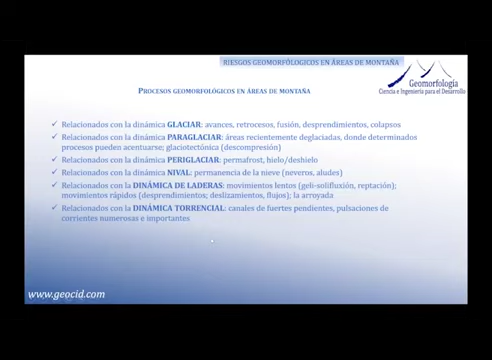 RIESGOS GEOMORFÓLOGICOS EN ÁREAS DE MONTAÑA
Geomorfología
Ciencia e Ingeniería para el Desarrollo
PROCESOS GEOMORFOLÓGICOS EN ÁREAS DE MONTAÑA
✓ Relacionados con la dinámica GLACIAR: avances, retrocesos, fusión, desprendimientos, colapsos
✓ Relacionados con la dinámica PARAGLACIAR: áreas recientemente deglaciadas, donde determinados
procesos pueden acentuarse; glaciotectónica (descompresión)
✓ Relacionados con la dinámica PERIGLACIAR: permafrost, hielo/deshielo
✓ Relacionados con la dinámica NIVAL: permanencia de la nieve (neveros, aludes)
✓ Relacionados con la DINÁMICA DE LADERAS: movimientos lentos (geli-solifluxión, reptación);
movimientos rápidos (desprendimientos; deslizamientos, flujos); la arroyada
✓ Relacionados con la DINÁMICA TORRENCIAL: canales de fuertes pendientes, pulsaciones de
corrientes numerosas e importantes
www.geocid.com